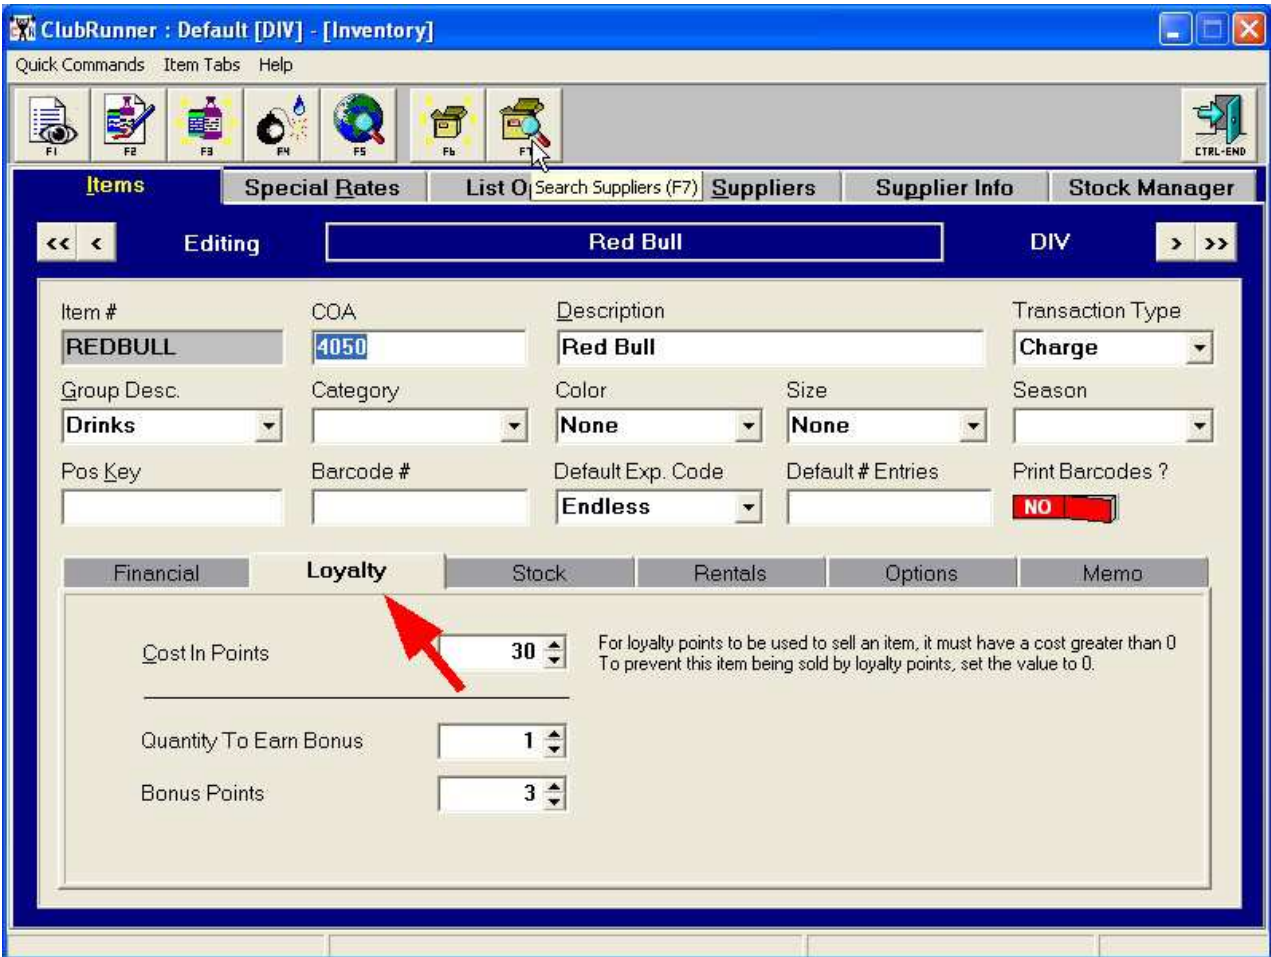 ClubRunner : Default [DIV] - [Inventory]
Quick Commands Item Tabs Help
F1 F2 F3 F4 F5 F6 F7 CTRL-END
Items Special Rates List O Suppliers Supplier Info Stock Manager
Search Suppliers (F7)
<< < Editing Red Bull DIV > >>
Item # COA Description Transaction Type
REDBULL 4050 Red Bull Charge
Group Desc. Category Color Size Season
Drinks None None
Pos Key Barcode # Default Exp. Code Default # Entries Print Barcodes ?
Endless NO
Financial Loyalty Stock Rentals Options Memo
Cost In Points 30 For loyalty points to be used to sell an item, it must have a cost greater than 0
To prevent this item being sold by loyalty points, set the value to 0.
Quantity To Earn Bonus 1
Bonus Points 3